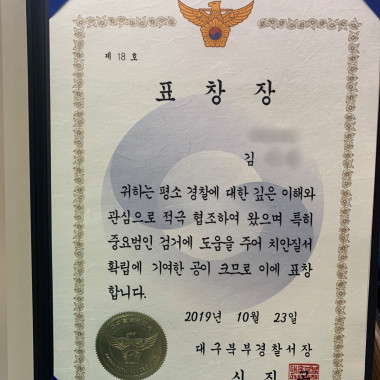 제 18 호
표 창 장
김
귀하는 평소 경찰에 대한 깊은 이해와
관심으로 적극 협조하여 왔으며 특히
중요범인 검거에 도움을 주어 치안질서
확립에 기여한 공이 크므로 이에 표창
합니다.
2019년 10월 23일
대구북부경찰서장